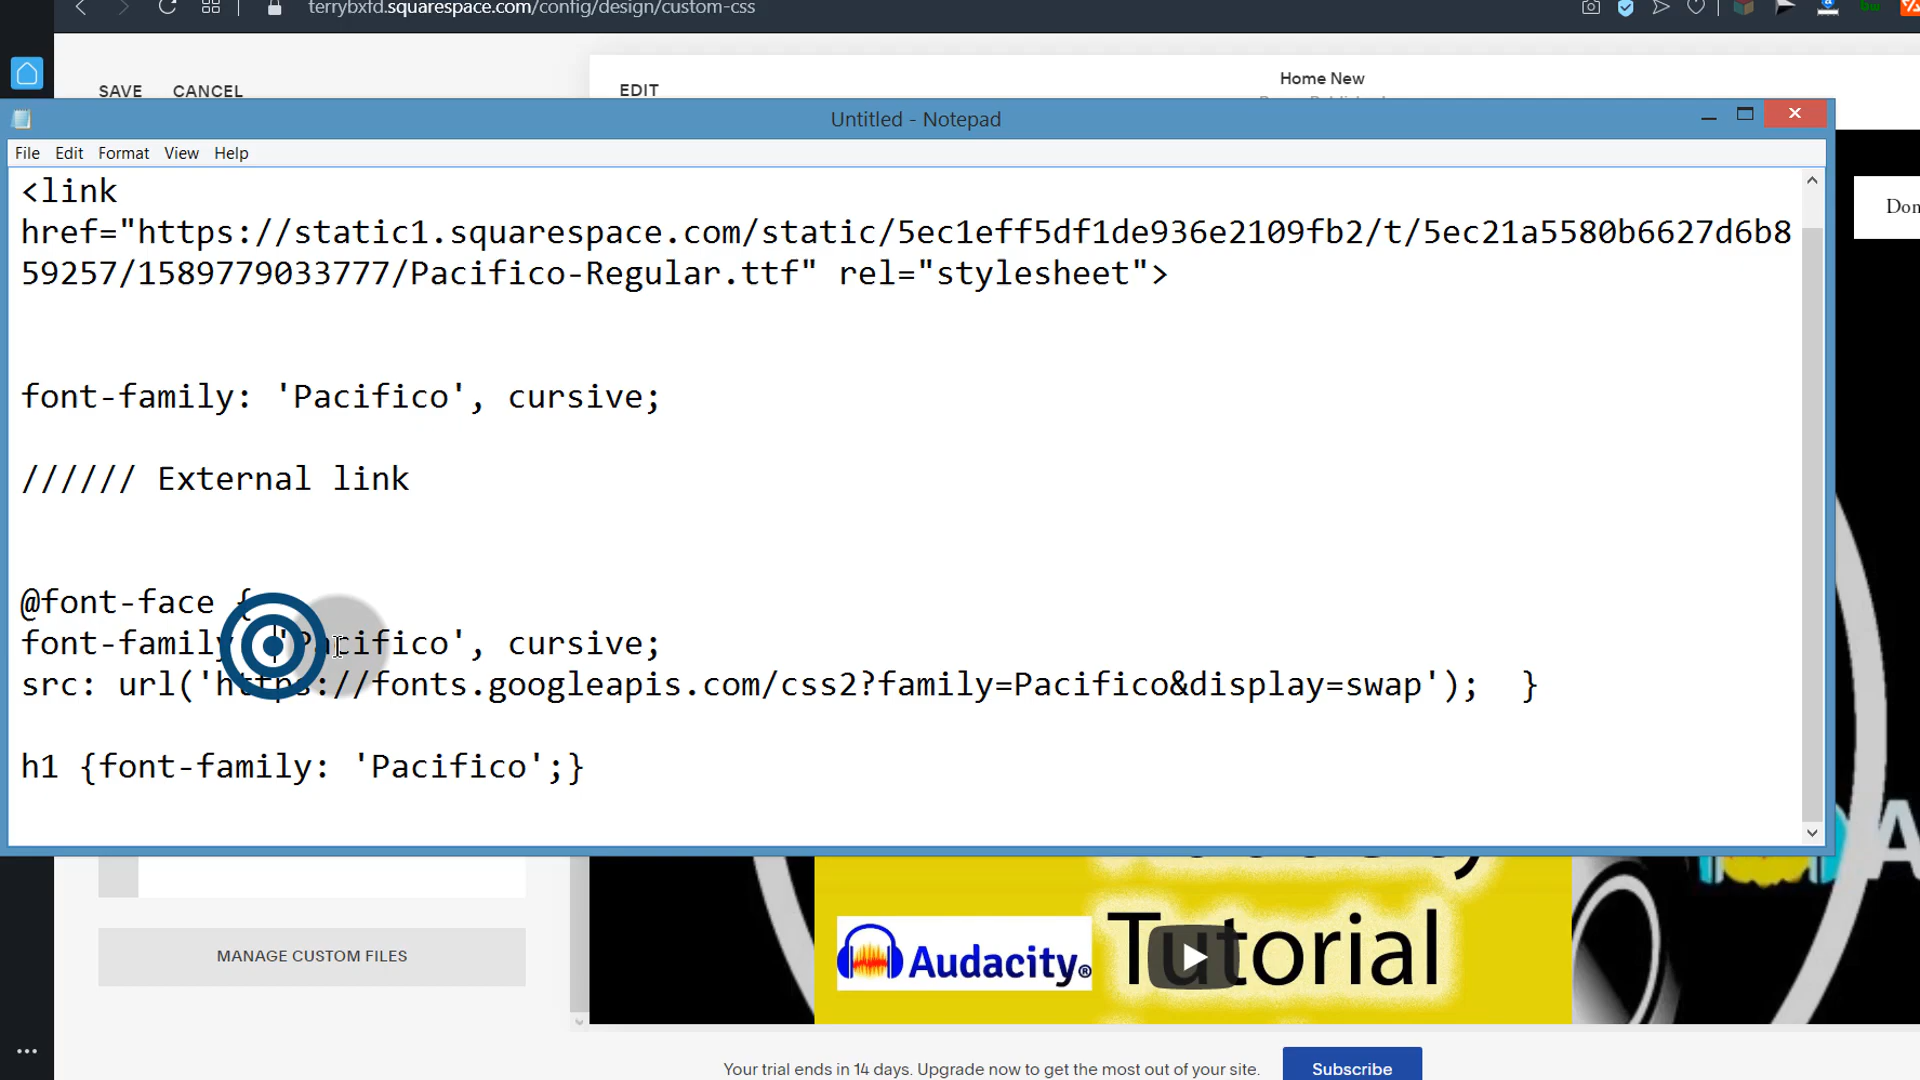 terrybxfd.squarespace.com/config/design/custom-css
SAVE CANCEL
EDIT
Home New
Untitled - Notepad
File Edit Format View Help
<link
href="https://static1.squarespace.com/static/5ec1eff5df1de936e2109fb2/t/5ec21a5580b6627d6b8
59257/1589779033777/Pacifico-Regular.ttf" rel="stylesheet">
font-family: 'Pacifico', cursive;
////// External link
@font-face {
font-family 'Pacifico', cursive;
src: url('https://fonts.googleapis.com/css2?family=Pacifico&display=swap');  }
h1 {font-family: 'Pacifico';}
MANAGE CUSTOM FILES
Audacity®
Tutorial
Your trial ends in 14 days. Upgrade now to get the most out of your site.
Subscribe